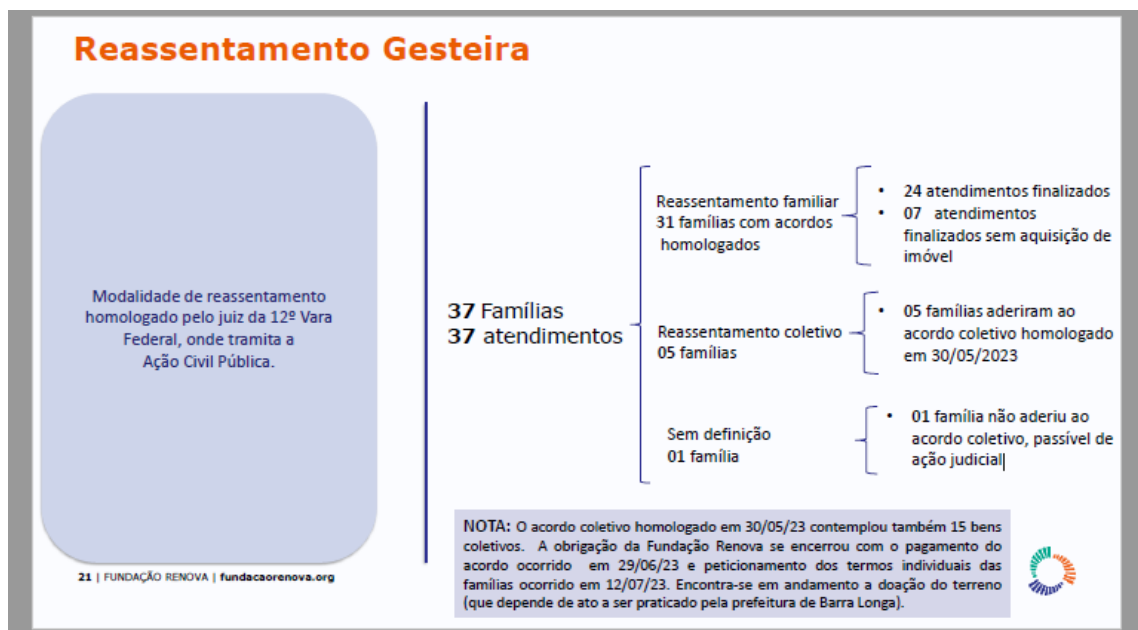 Reassentamento Gesteira
Modalidade de reassentamento
homologado pelo juiz da 12º Vara
Federal, onde tramita a
Ação Civil Pública.
37 Famílias
37 atendimentos
Reassentamento familiar
31 famílias com acordos
homologados
• 24 atendimentos finalizados
• 07 atendimentos
finalizados sem aquisição de
imóvel
Reassentamento coletivo
05 famílias
• 05 famílias aderiram ao
acordo coletivo homologado
em 30/05/2023
Sem definição
01 família
• 01 família não aderiu ao
acordo coletivo, passível de
ação judicial
NOTA: O acordo coletivo homologado em 30/05/23 contemplou também 15 bens
coletivos. A obrigação da Fundação Renova se encerrou com o pagamento do
acordo ocorrido em 29/06/23 e peticionamento dos termos individuais das
famílias ocorrido em 12/07/23. Encontra-se em andamento a doação do terreno
(que depende de ato a ser praticado pela prefeitura de Barra Longa).
21 | FUNDAÇÃO RENOVA | fundacaorenova.org